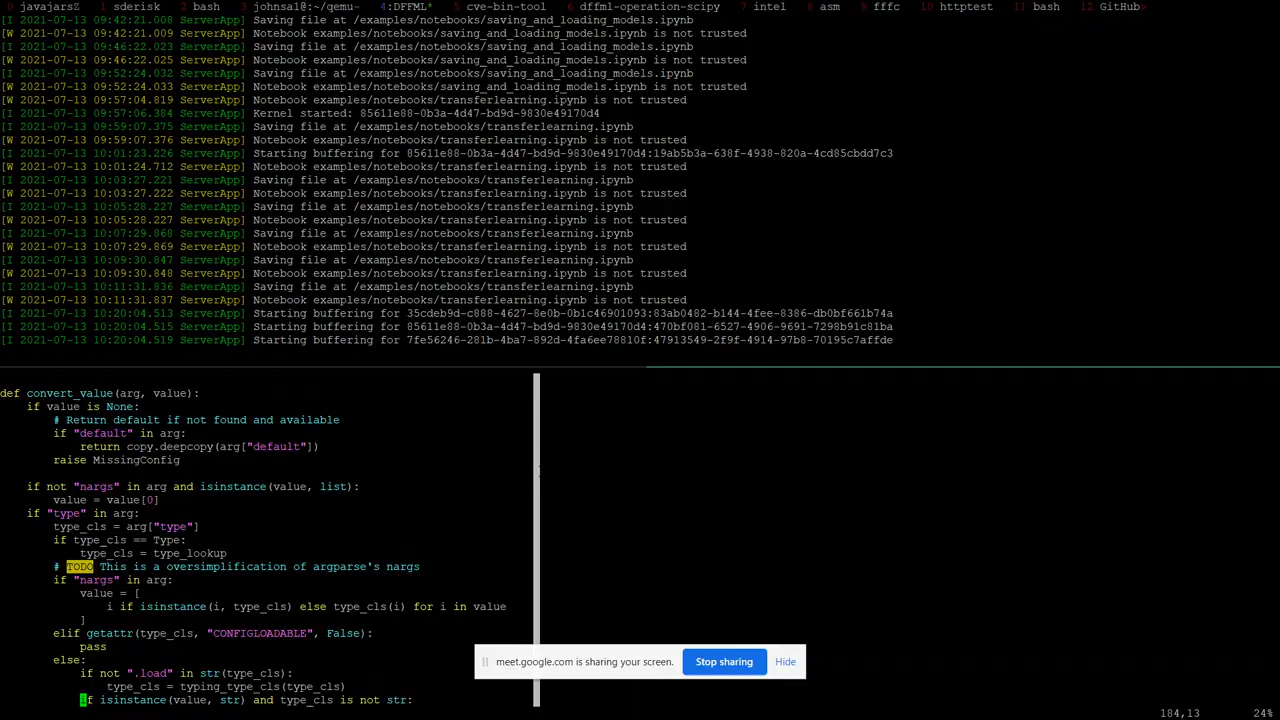 0 javajarsZ 1 sderisk 2 bash 3 johnsal@:~/qemu- 4:DFFML* 5 cve-bin-tool 6 dffml-operation-scipy 7 intel 8 asm 9 fffc 10 httptest 11 bash 12 GitHub>
[I 2021-07-13 09:42:21.008 ServerApp] Saving file at /examples/notebooks/saving_and_loading_models.ipynb
[W 2021-07-13 09:42:21.009 ServerApp] Notebook examples/notebooks/saving_and_loading_models.ipynb is not trusted
[I 2021-07-13 09:46:22.023 ServerApp] Saving file at /examples/notebooks/saving_and_loading_models.ipynb
[W 2021-07-13 09:46:22.025 ServerApp] Notebook examples/notebooks/saving_and_loading_models.ipynb is not trusted
[I 2021-07-13 09:52:24.032 ServerApp] Saving file at /examples/notebooks/saving_and_loading_models.ipynb
[W 2021-07-13 09:52:24.033 ServerApp] Notebook examples/notebooks/saving_and_loading_models.ipynb is not trusted
[W 2021-07-13 09:57:04.819 ServerApp] Notebook examples/notebooks/transferlearning.ipynb is not trusted
[I 2021-07-13 09:57:06.384 ServerApp] Kernel started: 85611e88-0b3a-4d47-bd9d-9830e49170d4
[I 2021-07-13 09:59:07.375 ServerApp] Saving file at /examples/notebooks/transferlearning.ipynb
[W 2021-07-13 09:59:07.376 ServerApp] Notebook examples/notebooks/transferlearning.ipynb is not trusted
[I 2021-07-13 10:01:23.226 ServerApp] Starting buffering for 85611e88-0b3a-4d47-bd9d-9830e49170d4:19ab5b3a-638f-4938-820a-4cd85cbdd7c3
[W 2021-07-13 10:01:24.712 ServerApp] Notebook examples/notebooks/transferlearning.ipynb is not trusted
[I 2021-07-13 10:03:27.221 ServerApp] Saving file at /examples/notebooks/transferlearning.ipynb
[W 2021-07-13 10:03:27.222 ServerApp] Notebook examples/notebooks/transferlearning.ipynb is not trusted
[I 2021-07-13 10:05:28.227 ServerApp] Saving file at /examples/notebooks/transferlearning.ipynb
[W 2021-07-13 10:05:28.227 ServerApp] Notebook examples/notebooks/transferlearning.ipynb is not trusted
[I 2021-07-13 10:07:29.868 ServerApp] Saving file at /examples/notebooks/transferlearning.ipynb
[W 2021-07-13 10:07:29.869 ServerApp] Notebook examples/notebooks/transferlearning.ipynb is not trusted
[I 2021-07-13 10:09:30.847 ServerApp] Saving file at /examples/notebooks/transferlearning.ipynb
[W 2021-07-13 10:09:30.848 ServerApp] Notebook examples/notebooks/transferlearning.ipynb is not trusted
[I 2021-07-13 10:11:31.836 ServerApp] Saving file at /examples/notebooks/transferlearning.ipynb
[W 2021-07-13 10:11:31.837 ServerApp] Notebook examples/notebooks/transferlearning.ipynb is not trusted
[I 2021-07-13 10:20:04.513 ServerApp] Starting buffering for 35cdeb9d-c888-4627-8e0b-0b1c46901093:83ab0482-b144-4fee-8386-db0bf661b74a
[I 2021-07-13 10:20:04.515 ServerApp] Starting buffering for 85611e88-0b3a-4d47-bd9d-9830e49170d4:470bf081-6527-4906-9691-7298b91c81ba
[I 2021-07-13 10:20:04.519 ServerApp] Starting buffering for 7fe56246-281b-4ba7-892d-4fa6ee78810f:47913549-2f9f-4914-97b8-70195c7affde
def convert_value(arg, value):
if value is None:
# Return default if not found and available
if "default" in arg:
return copy.deepcopy(arg["default"])
raise MissingConfig
if not "nargs" in arg and isinstance(value, list):
value = value[0]
if "type" in arg:
type_cls = arg["type"]
if type_cls == Type:
type_cls = type_lookup
# TODO This is a oversimplification of argparse's nargs
if "nargs" in arg:
value = [
i if isinstance(i, type_cls) else type_cls(i) for i in value
]
elif getattr(type_cls, "CONFIGLOADABLE", False):
pass
else:
if not ".load" in str(type_cls):
type_cls = typing_type_cls(type_cls)
if isinstance(value, str) and type_cls is not str:
meet.google.com is sharing your screen. Stop sharing Hide
184,13 24%